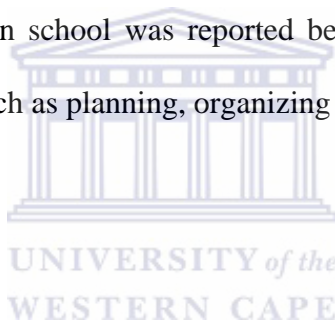 n school was reported be
ch as planning, organizing
UNIVERSITY of the
WESTERN CAPE